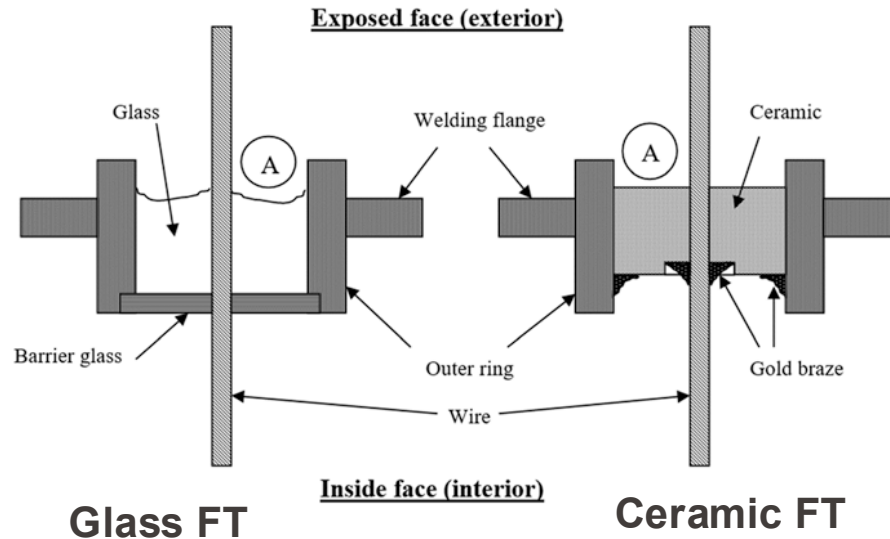 Exposed face (exterior)
Glass
Welding flange
Ceramic
A
A
Barrier glass
Outer ring
Gold braze
Wire
Inside face (interior)
Glass FT
Ceramic FT